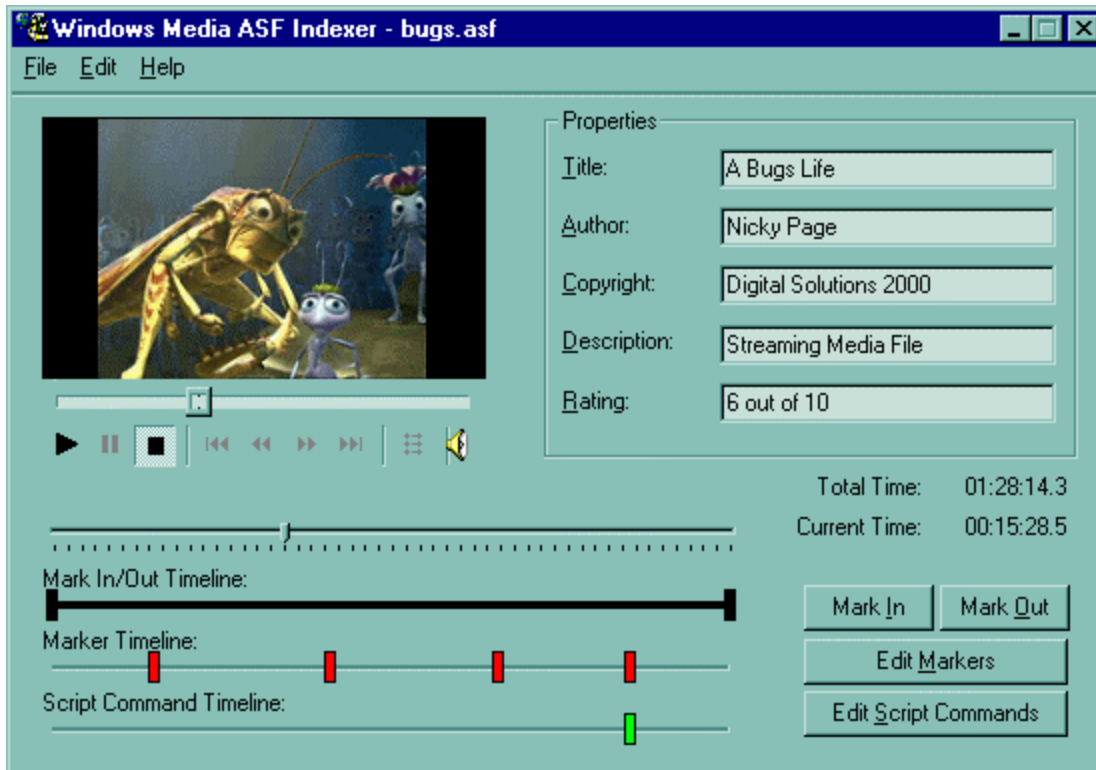 Windows Media ASF Indexer - bugs.asf
File Edit Help
Properties
Title: A Bugs Life
Author: Nicky Page
Copyright: Digital Solutions 2000
Description: Streaming Media File
Rating: 6 out of 10
Total Time: 01:28:14.3
Current Time: 00:15:28.5
Mark In/Out Timeline:
Mark In Mark Out
Marker Timeline:
Edit Markers
Script Command Timeline:
Edit Script Commands